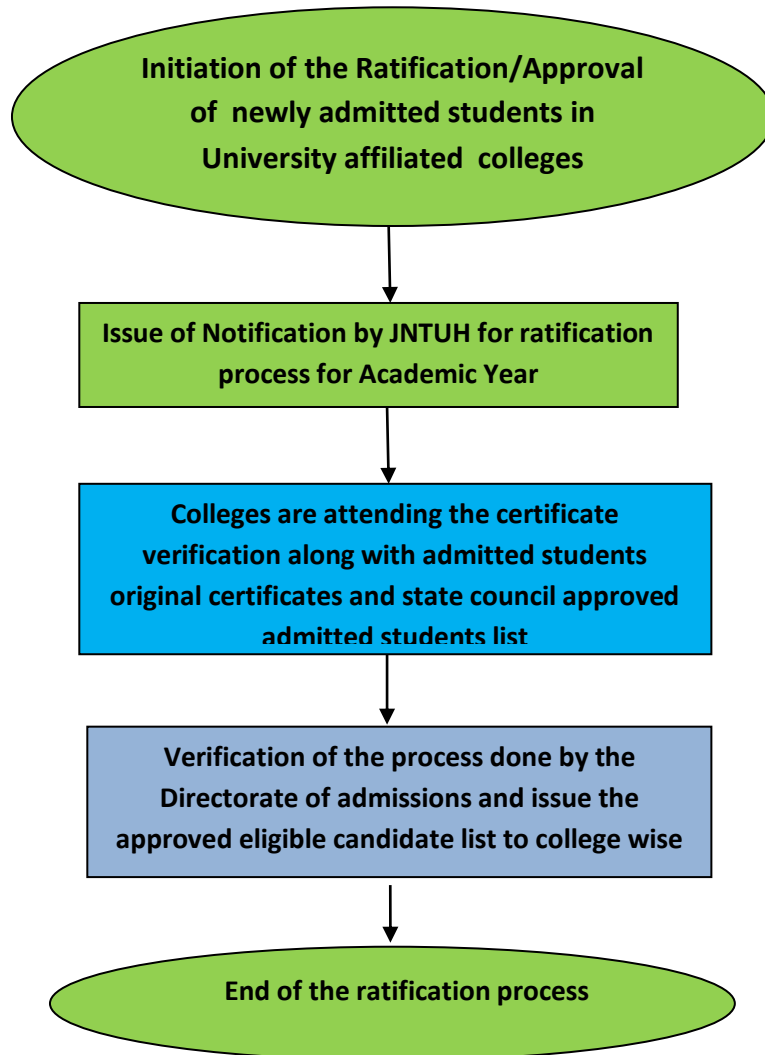 Initiation of the Ratification/Approval
of newly admitted students in
University affiliated colleges
Issue of Notification by JNTUH for ratification
process for Academic Year
Colleges are attending the certificate
verification along with admitted students
original certificates and state council approved
admitted students list
Verification of the process done by the
Directorate of admissions and issue the
approved eligible candidate list to college wise
End of the ratification process